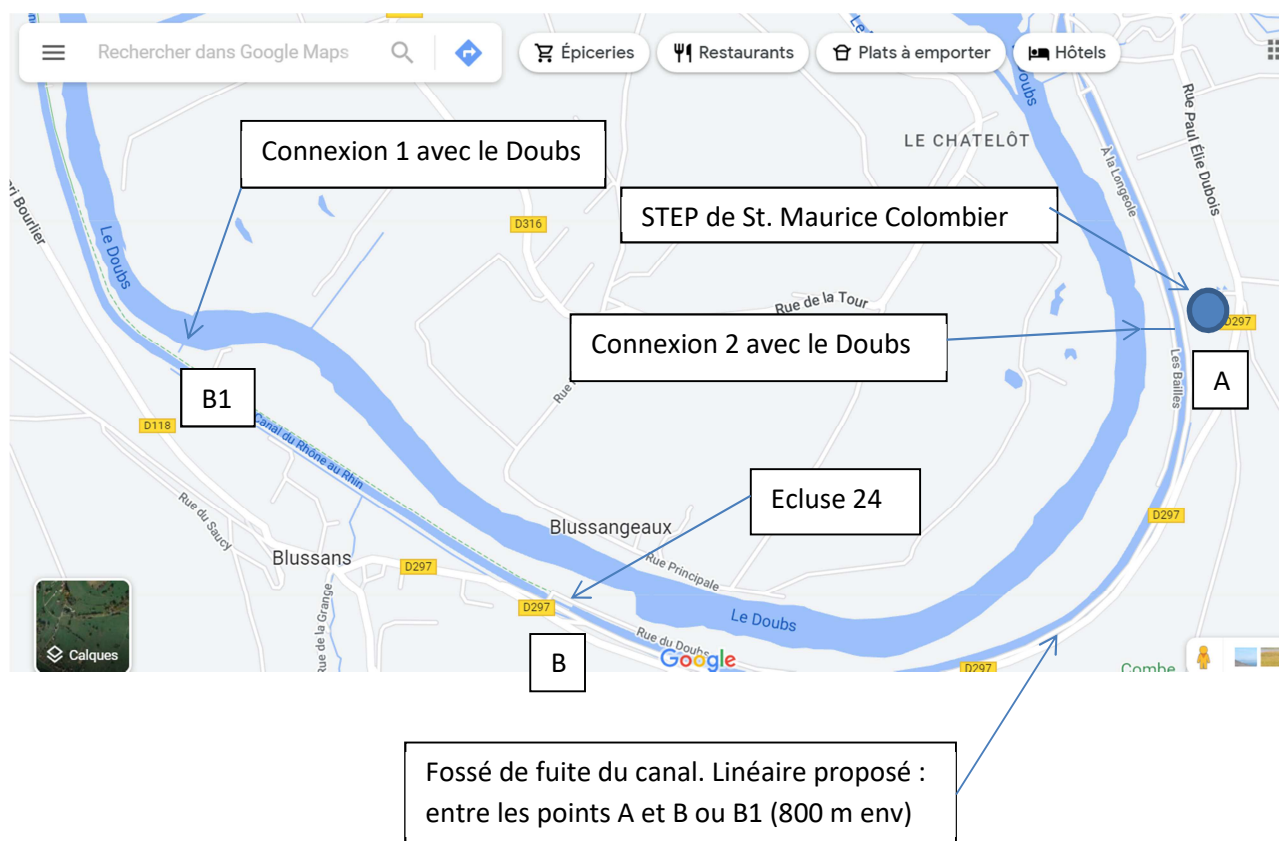 Rechercher dans Google Maps
Épiceries
Restaurants
Plats à emporter
Hôtels
Doubs
Rue Paul Élie Dubois
LE CHATELÔT
À la Longeole
Connexion 1 avec le Doubs
ri Bourlier
Le Doubs
D316
STEP de St. Maurice Colombier
Rue de la Tour
D297
Connexion 2 avec le Doubs
Les Bailles
A
B1
D118
Canal du Rhône au Rhin
Rue du Saucy
Ecluse 24
D297
Blussangeaux
Rue Principale
Blussans
D297
Rue de la Grange
D297
Le Doubs
Rue du Doubs
Calques
B
Google
D297
Combe
Fossé de fuite du canal. Linéaire proposé :
entre les points A et B ou B1 (800 m env)